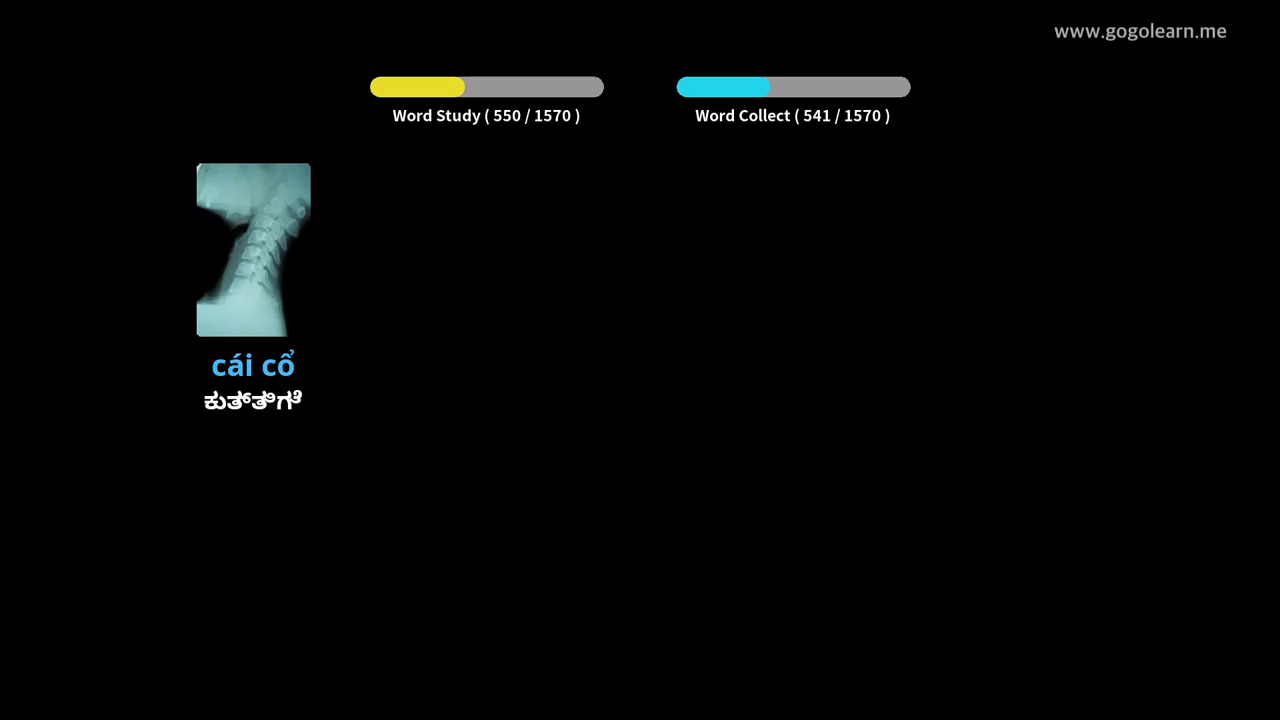 www.gogolearn.me
Word Study ( 550 / 1570 )
Word Collect ( 541 / 1570 )
cái cổ
ಕುತ್ತಿಗೆ